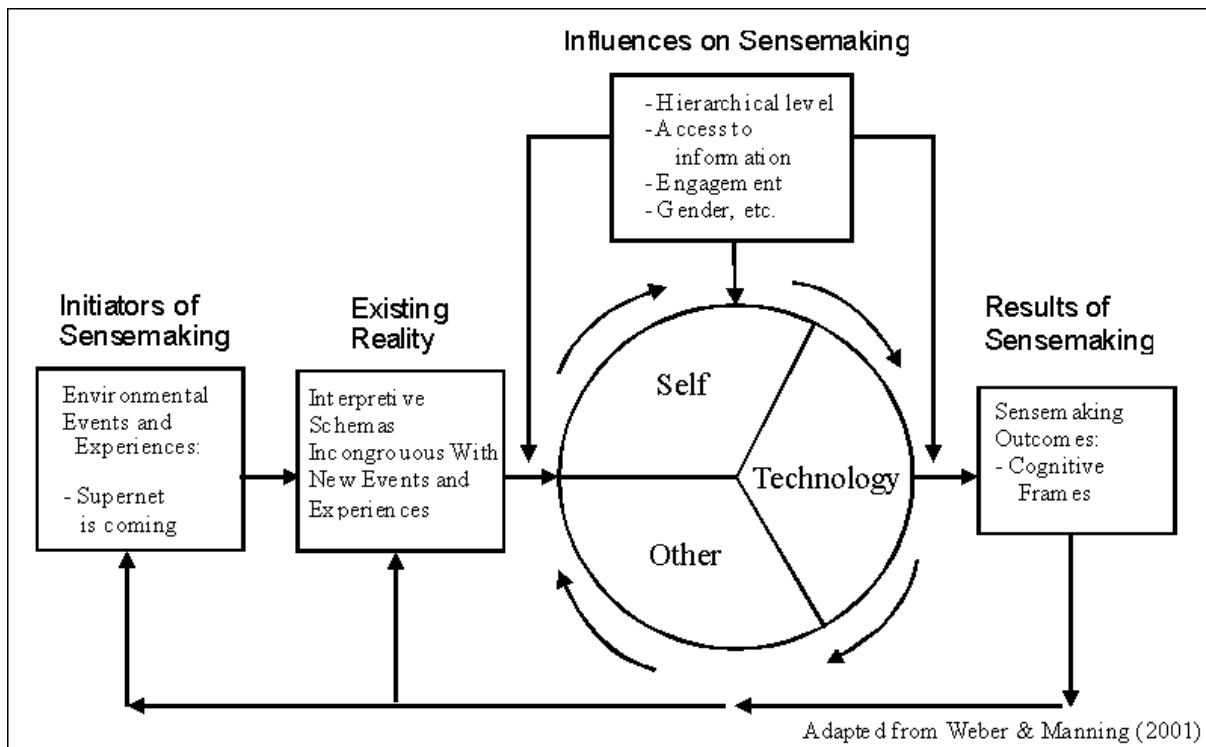 Influences on Sensemaking
- Hierarchical level
- Access to
information
- Engagement
- Gender, etc.
Initiators of
Sensemaking
Environmental
Events and
Experiences:
- Supernet
is coming
Existing
Reality
Interpretive
Schemas
Incongrouous With
New Events and
Experiences
Self
Technology
Other
Results of
Sensemaking
Sensemaking
Outcomes:
- Cognitive
Frames
Adapted from Weber & Manning (2001)